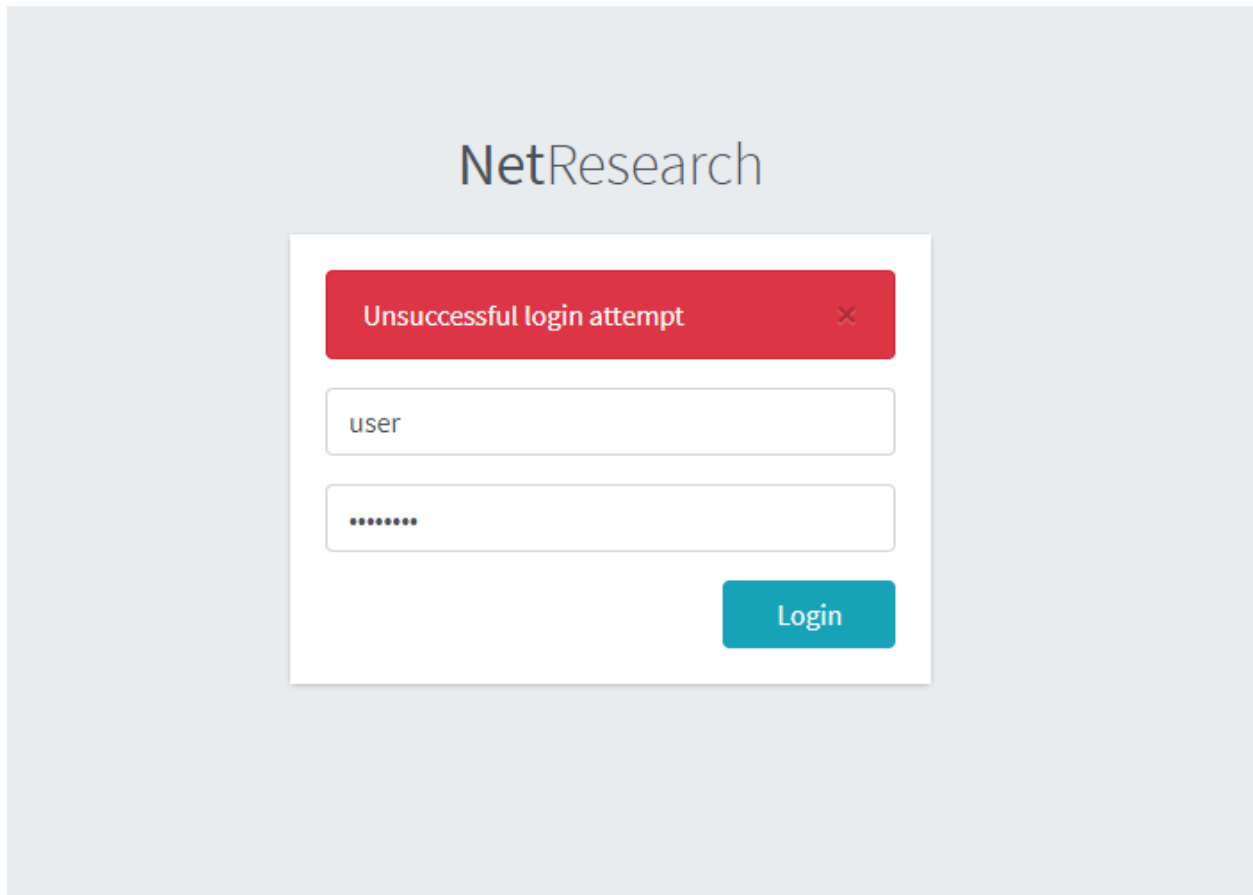 NetResearch
Unsuccessful login attempt ×
user
••••••••
Login